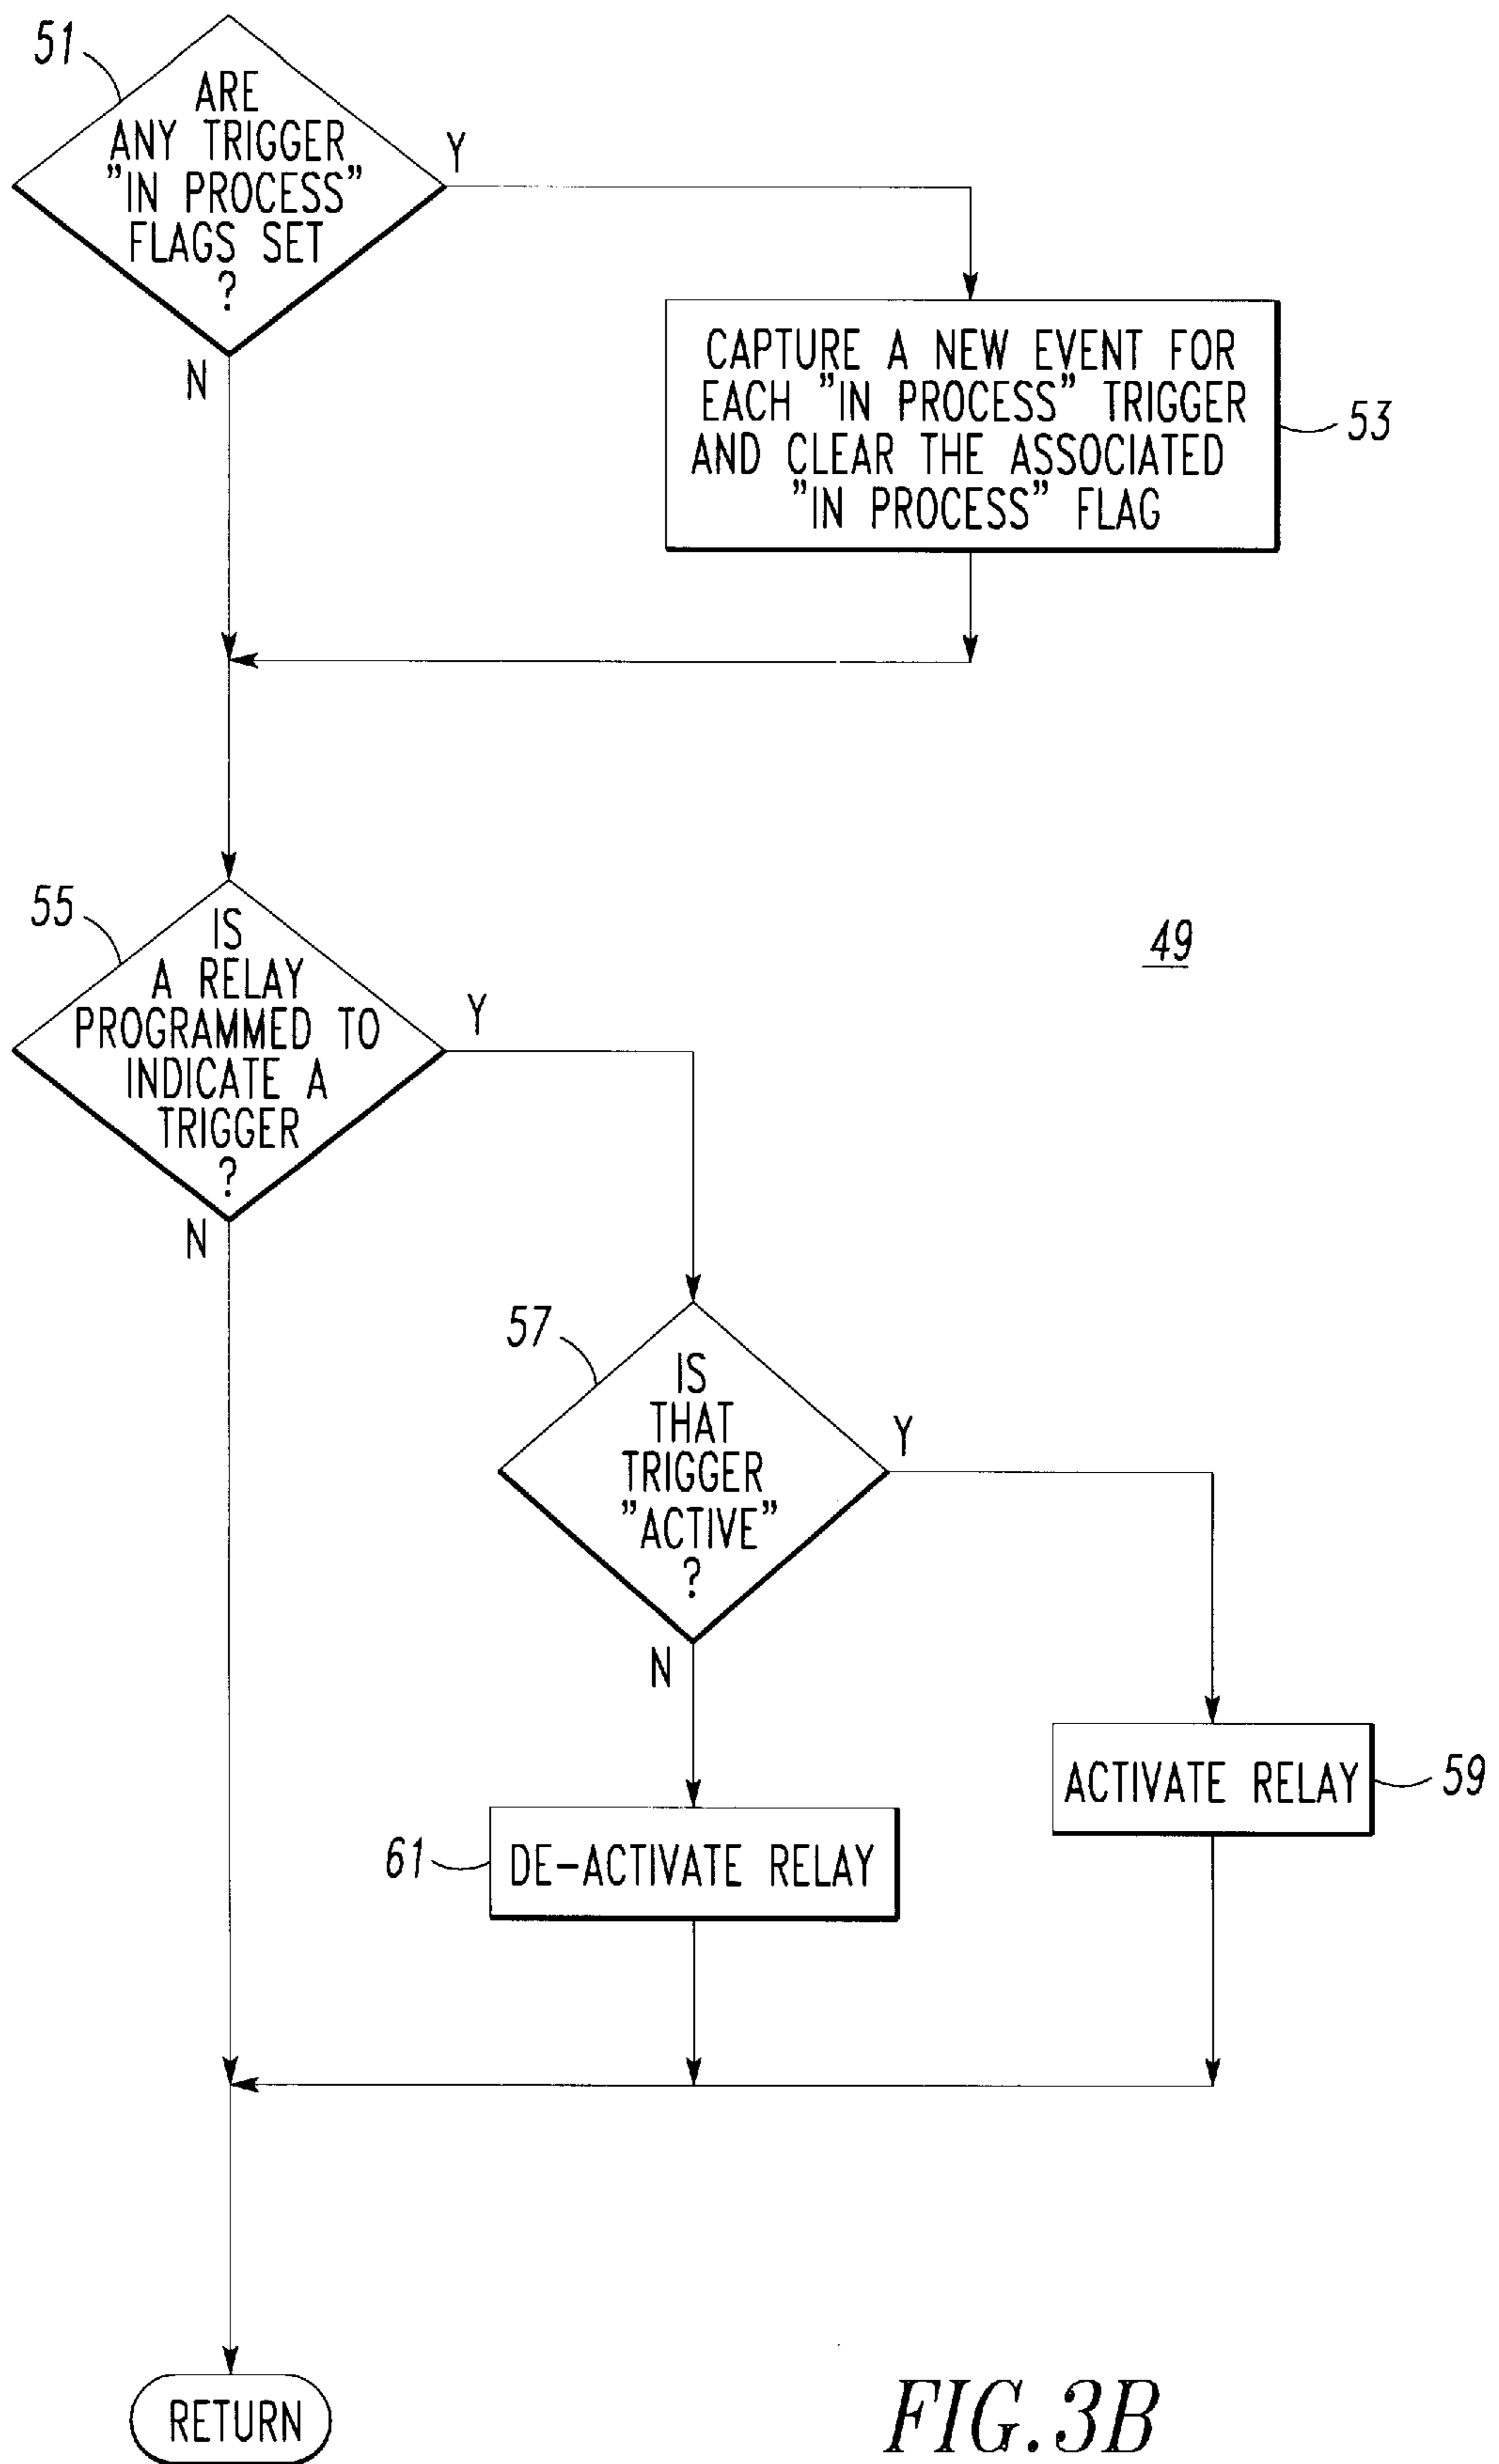 51
ARE
ANY TRIGGER
"IN PROCESS"
FLAGS SET
?
Y
N
CAPTURE A NEW EVENT FOR
EACH "IN PROCESS" TRIGGER
AND CLEAR THE ASSOCIATED
"IN PROCESS" FLAG
53
55
IS
A RELAY
PROGRAMMED TO
INDICATE A
TRIGGER
?
Y
N
49
57
IS
THAT
TRIGGER
"ACTIVE"
?
Y
N
ACTIVATE RELAY
59
61
DE-ACTIVATE RELAY
RETURN
FIG. 3B